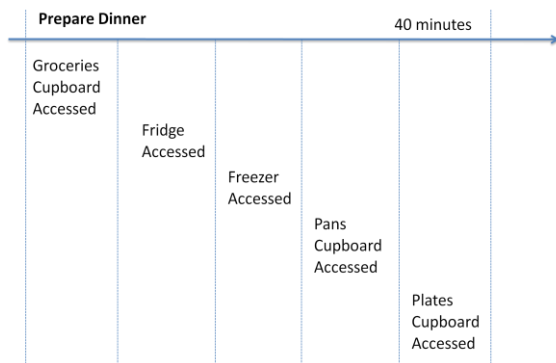 Prepare Dinner
40 minutes
Groceries
Cupboard
Accessed
Fridge
Accessed
Freezer
Accessed
Pans
Cupboard
Accessed
Plates
Cupboard
Accessed